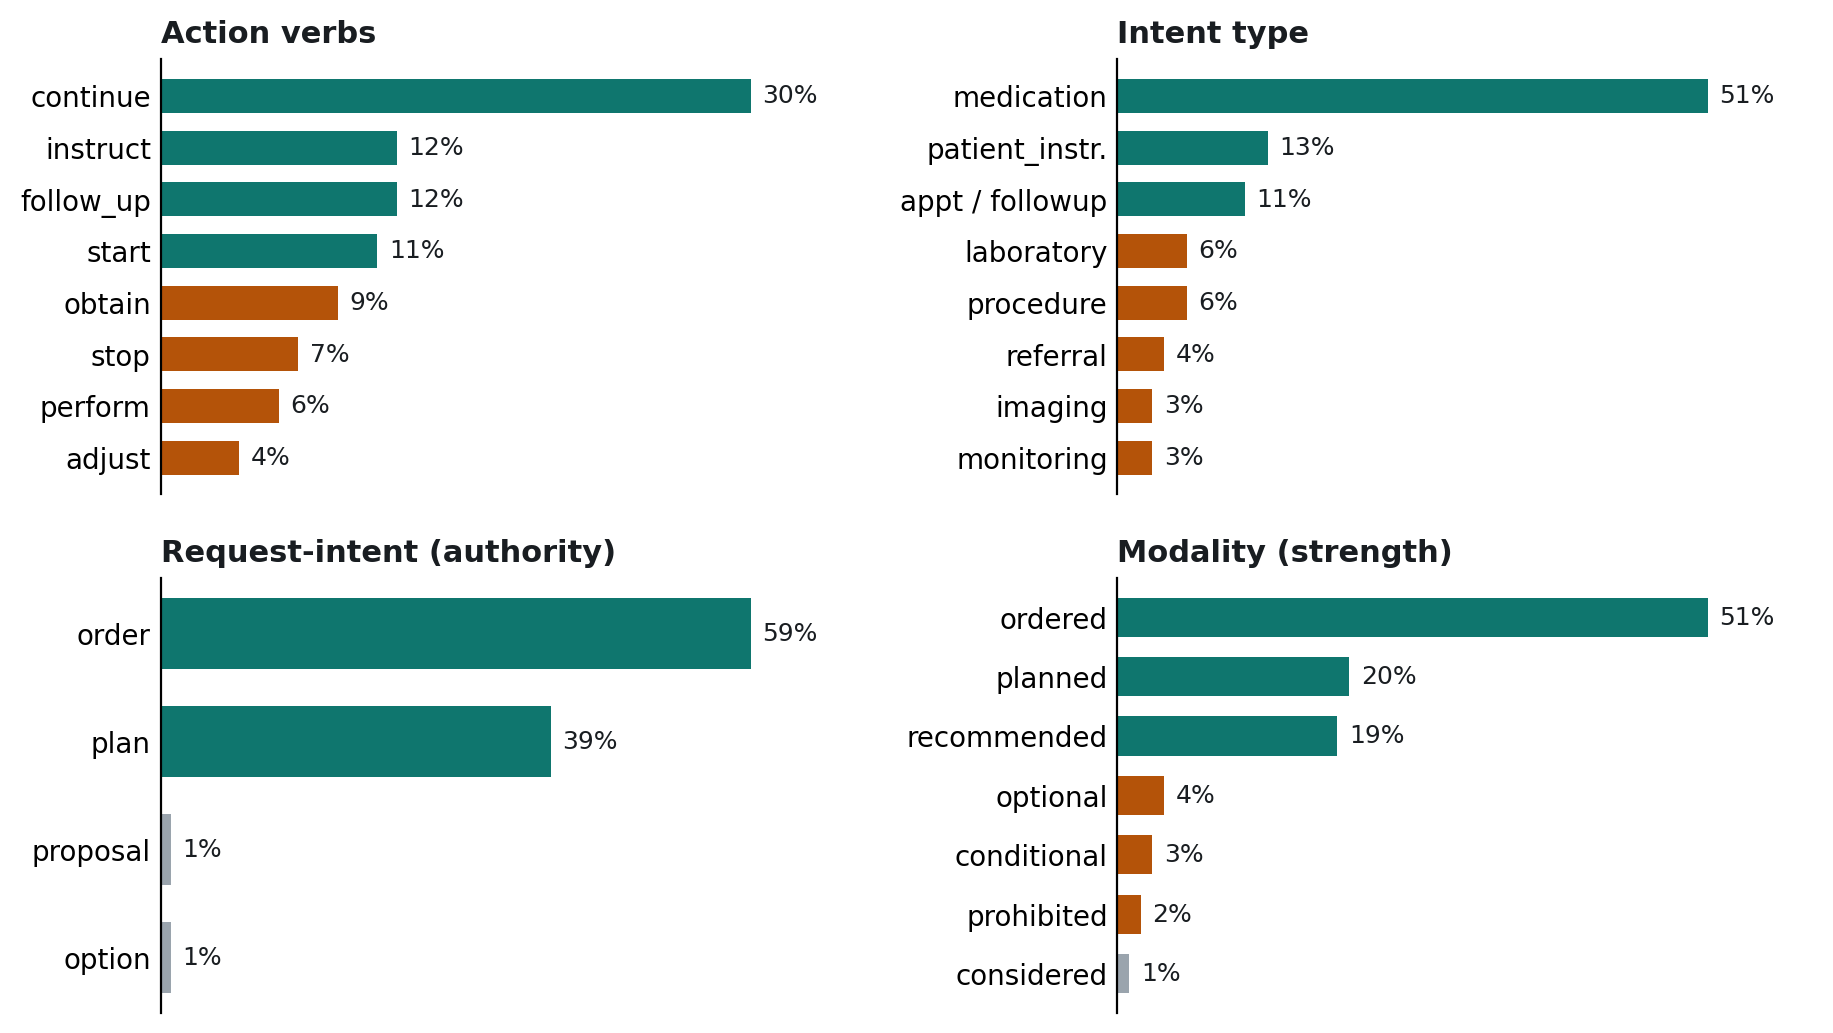 Action verbs
continue 30%
instruct 12%
follow_up 12%
start 11%
obtain 9%
stop 7%
perform 6%
adjust 4%
Intent type
medication 51%
patient_instr. 13%
appt / followup 11%
laboratory 6%
procedure 6%
referral 4%
imaging 3%
monitoring 3%
Request-intent (authority)
order 59%
plan 39%
proposal 1%
option 1%
Modality (strength)
ordered 51%
planned 20%
recommended 19%
optional 4%
conditional 3%
prohibited 2%
considered 1%